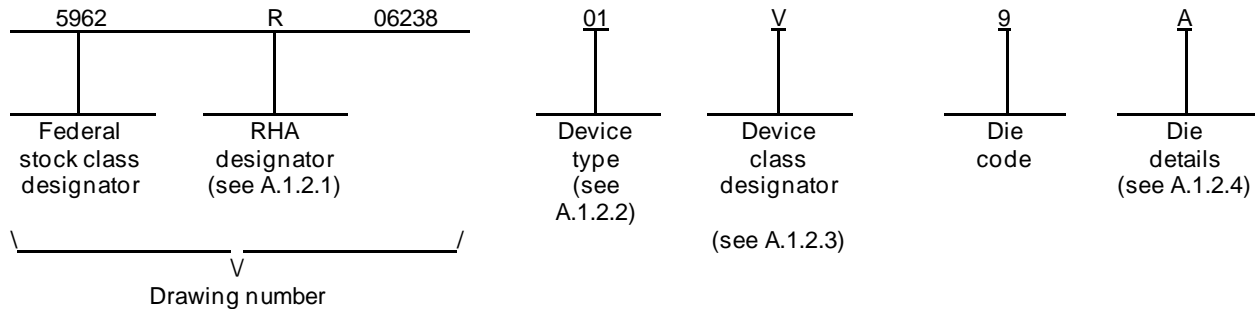 5962 R 06238 01 V 9 A
Federal stock class designator
RHA designator (see A.1.2.1)
Device type (see A.1.2.2)
Device class designator (see A.1.2.3)
Die code
Die details (see A.1.2.4)
\ / 
\/
Drawing number